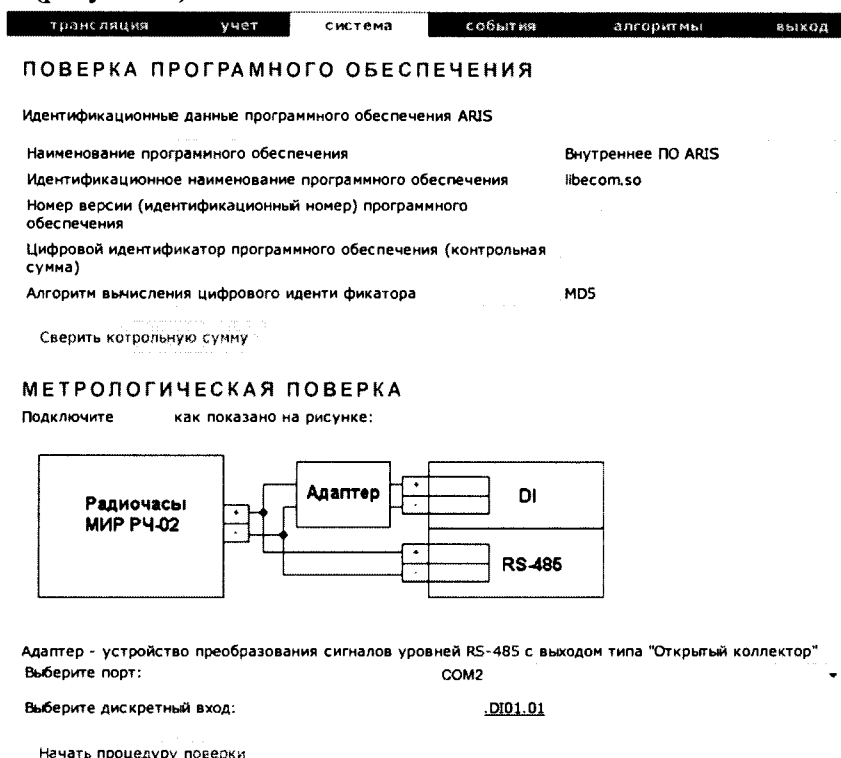 трансляция учет система события алгоритмы выход
ПОВЕРКА ПРОГРАМНОГО ОБЕСПЕЧЕНИЯ
Идентификационные данные программного обеспечения ARIS
Наименование программного обеспечения Внутреннее ПО ARIS
Идентификационное наименование программного обеспечения libecom.so
Номер версии (идентификационный номер) программного
обеспечения
Цифровой идентификатор программного обеспечения (контрольная
сумма)
Алгоритм вычисления цифрового иденти фикатора MD5
Сверить котрольную сумму
МЕТРОЛОГИЧЕСКАЯ ПОВЕРКА
Подключите как показано на рисунке:
Радиочасы
МИР РЧ-02
+
-
Адаптер
+
-
DI
+
-
RS-485
Адаптер - устройство преобразования сигналов уровней RS-485 с выходом типа "Открытый коллектор"
Выберите порт: COM2
Выберите дискретный вход: .DI01.01
Начать процедуру поверки